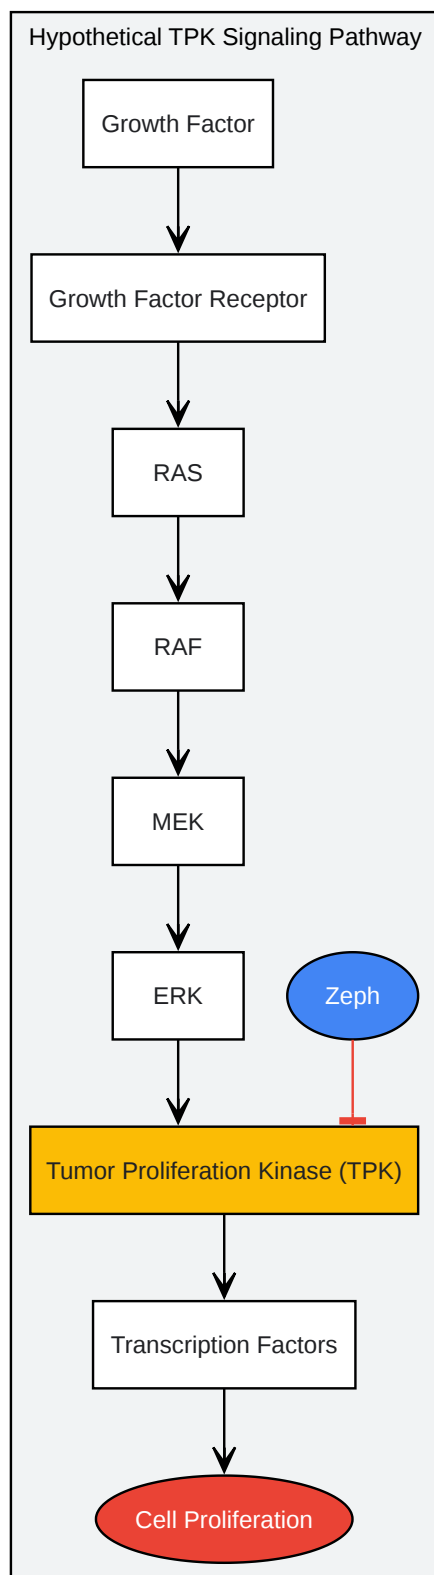 Hypothetical TPK Signaling Pathway
Growth Factor
Growth Factor Receptor
RAS
RAF
MEK
ERK
Zeph
Tumor Proliferation Kinase (TPK)
Transcription Factors
Cell Proliferation